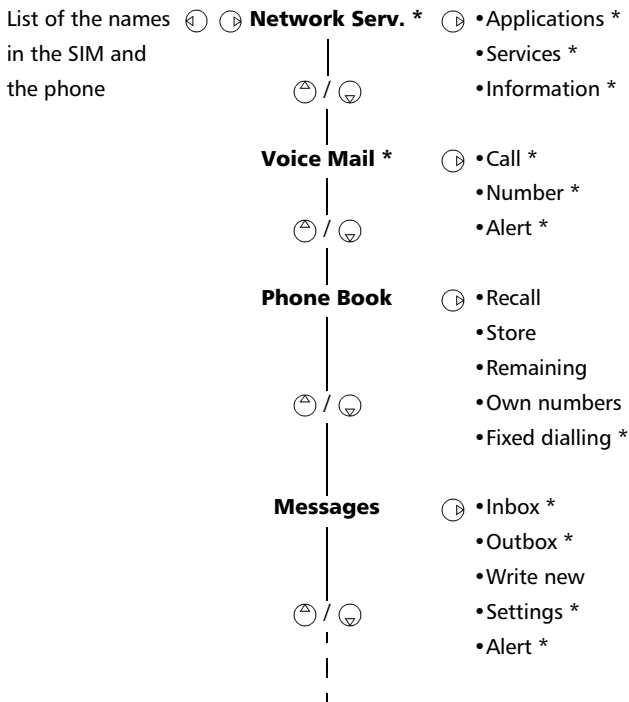 List of the names Network Serv. * •Applications *
in the SIM and •Services *
the phone / •Information *
Voice Mail * •Call *
•Number *
/ •Alert *
Phone Book •Recall
•Store
•Remaining
/ •Own numbers
•Fixed dialling *
Messages •Inbox *
•Outbox *
•Write new
/ •Settings *
•Alert *